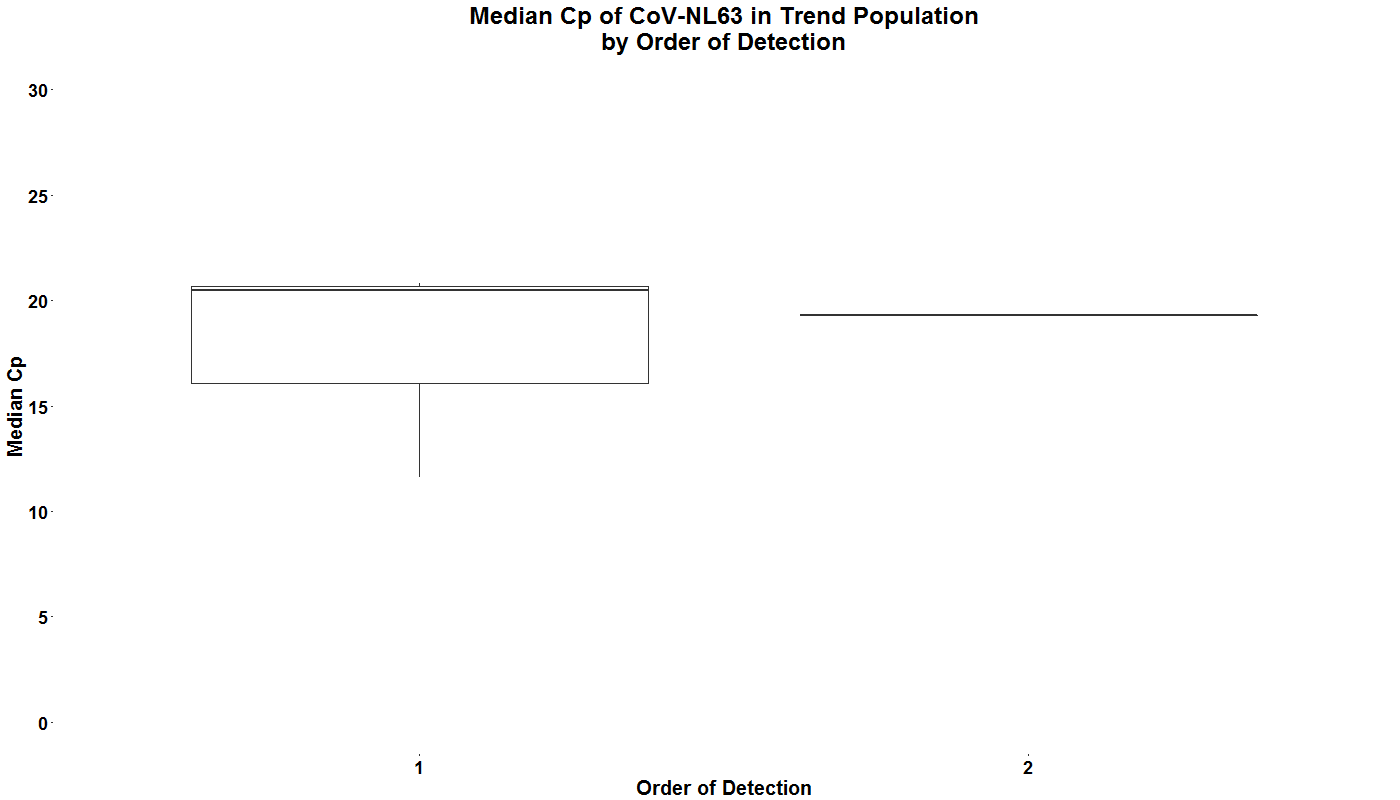 Median Cp of CoV-NL63 in Trend Population
by Order of Detection
30
25
20
15
10
5
0
Median Cp
1
2
Order of Detection